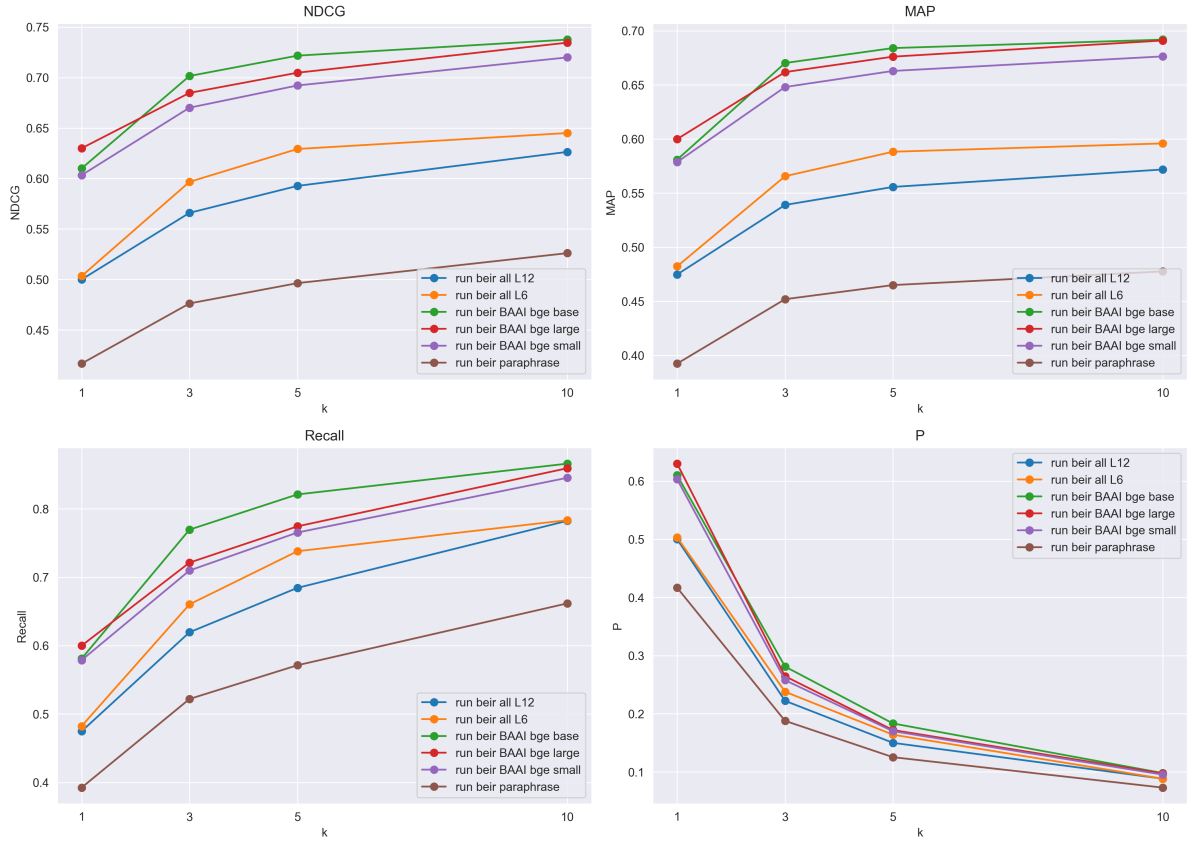 NDCG
0.75
0.70
0.65
0.60
0.55
0.50
0.45
NDCG
run beir all L12
run beir all L6
run beir BAAI bge base
run beir BAAI bge large
run beir BAAI bge small
run beir paraphrase
1
3
5
10
k
MAP
0.70
0.65
0.60
0.55
0.50
0.45
0.40
MAP
run beir all L12
run beir all L6
run beir BAAI bge base
run beir BAAI bge large
run beir BAAI bge small
run beir paraphrase
1
3
5
10
k
Recall
0.8
0.7
0.6
0.5
0.4
Recall
run beir all L12
run beir all L6
run beir BAAI bge base
run beir BAAI bge large
run beir BAAI bge small
run beir paraphrase
1
3
5
10
k
P
0.6
0.5
0.4
0.3
0.2
0.1
P
run beir all L12
run beir all L6
run beir BAAI bge base
run beir BAAI bge large
run beir BAAI bge small
run beir paraphrase
1
3
5
10
k